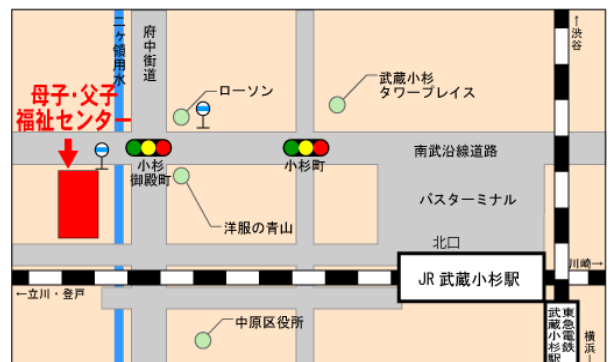 二ケ領用水
府中
街道
↑渋谷
母子・父子
福祉センター
ローソン
武蔵小杉
タワープレイス
小杉
御殿町
小杉町
南武沿線道路
洋服の青山
バスターミナル
北口
JR 武蔵小杉駅
川崎→
←立川・登戸
中原区役所
東急電鉄
武蔵小杉駅
横浜↓